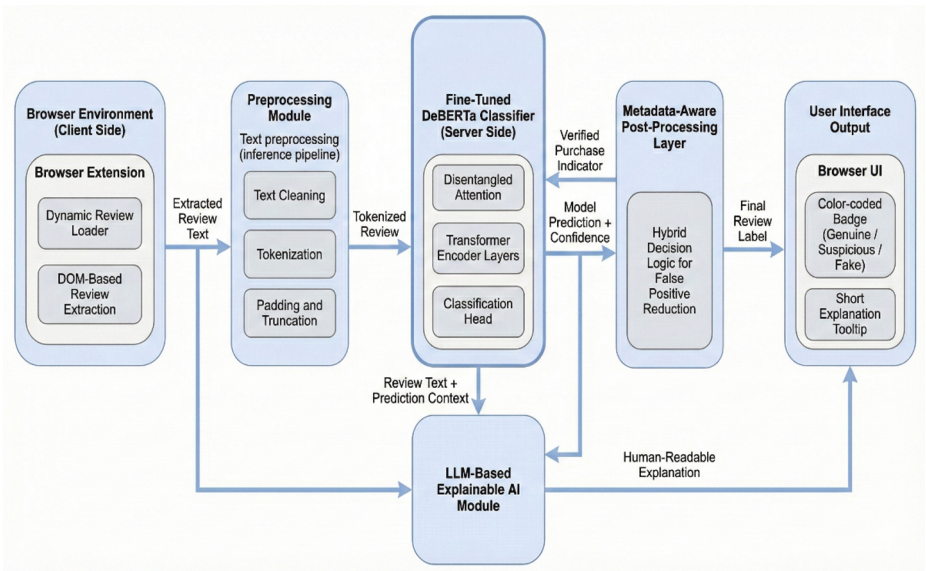 Browser Environment
(Client Side)
Browser Extension
Dynamic Review
Loader
DOM-Based
Review
Extraction
Extracted
Review
Text
Preprocessing
Module
Text preprocessing
(inference pipeline)
Text Cleaning
Tokenization
Padding and
Truncation
Tokenized
Review
Fine-Tuned
DeBERTa Classifier
(Server Side)
Disentangled
Attention
Transformer
Encoder Layers
Classification
Head
Verified
Purchase
Indicator
Model
Prediction +
Confidence
Metadata-Aware
Post-Processing
Layer
Hybrid
Decision
Logic for
False
Positive
Reduction
Final
Review
Label
User Interface
Output
Browser UI
Color-coded
Badge
(Genuine /
Suspicious /
Fake)
Short
Explanation
Tooltip
Review Text +
Prediction Context
LLM-Based
Explainable AI
Module
Human-Readable
Explanation